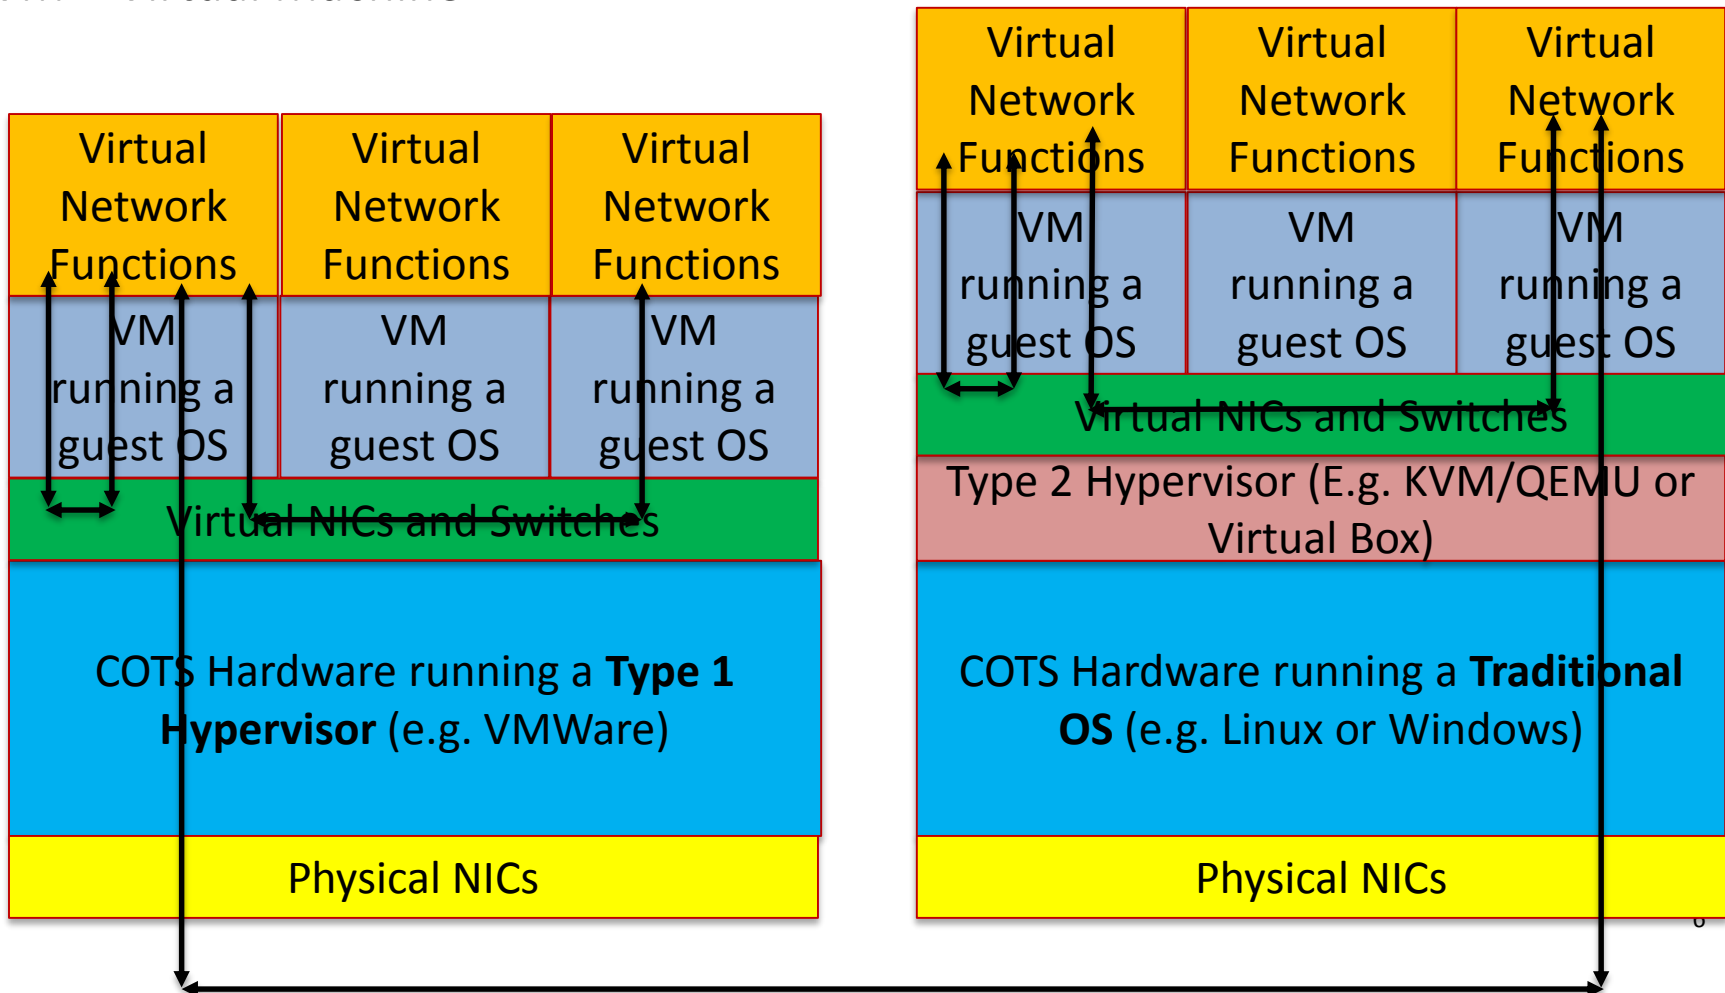 Virtual
Network
Functions
Virtual
Network
Functions
Virtual
Network
Functions
VM
running a
guest OS
VM
running a
guest OS
VM
running a
guest OS
Virtual NICs and Switches
COTS Hardware running a Type 1
Hypervisor (e.g. VMWare)
Physical NICs
Virtual
Network
Functions
Virtual
Network
Functions
Virtual
Network
Functions
VM
running a
guest OS
VM
running a
guest OS
VM
running a
guest OS
Virtual NICs and Switches
Type 2 Hypervisor (E.g. KVM/QEMU or
Virtual Box)
COTS Hardware running a Traditional
OS (e.g. Linux or Windows)
Physical NICs
6